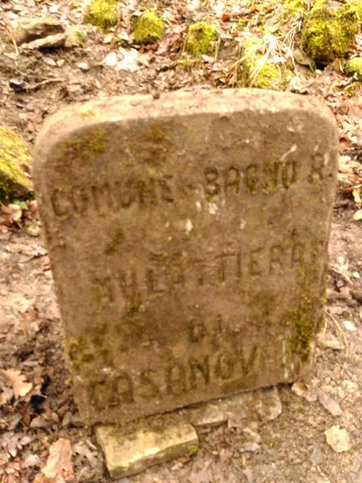 COMUNE - BAGNO R.
MULATTIERA
DI
CASANOVA